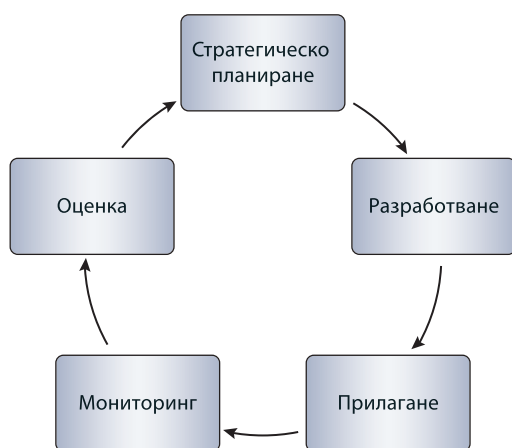 Стратегическо
планиране
Разработване
Прилагане
Мониторинг
Оценка